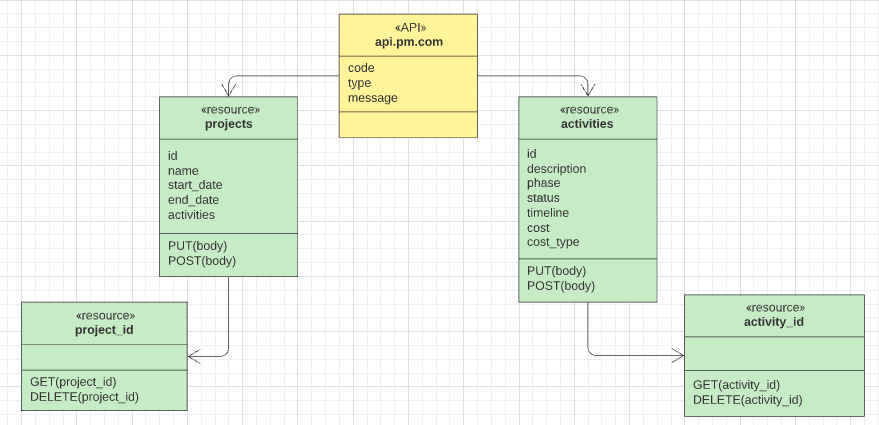 «API»
api.pm.com
code
type
message
«resource»
projects
id
name
start_date
end_date
activities
PUT(body)
POST(body)
«resource»
activities
id
description
phase
status
timeline
cost
cost_type
PUT(body)
POST(body)
«resource»
project_id
GET(project_id)
DELETE(project_id)
«resource»
activity_id
GET(activity_id)
DELETE(activity_id)